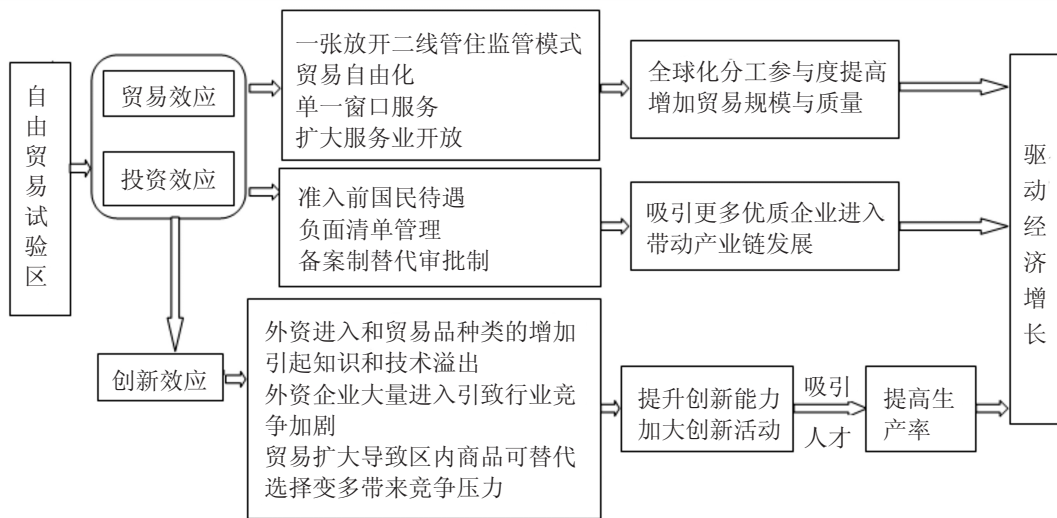 自由贸易试验区
贸易效应
投资效应
一张放开二线管住监管模式
贸易自由化
单一窗口服务
扩大服务业开放
全球化分工参与度提高
增加贸易规模与质量
准入前国民待遇
负面清单管理
备案制替代审批制
吸引更多优质企业进入
带动产业链发展
创新效应
外资进入和贸易品种类的增加
引起知识和技术溢出
外资企业大量进入引致行业竞
争加剧
贸易扩大导致区内商品可替代
选择变多带来竞争压力
提升创新能力
加大创新活动
吸引
人才
提高生
产率
驱动经济增长